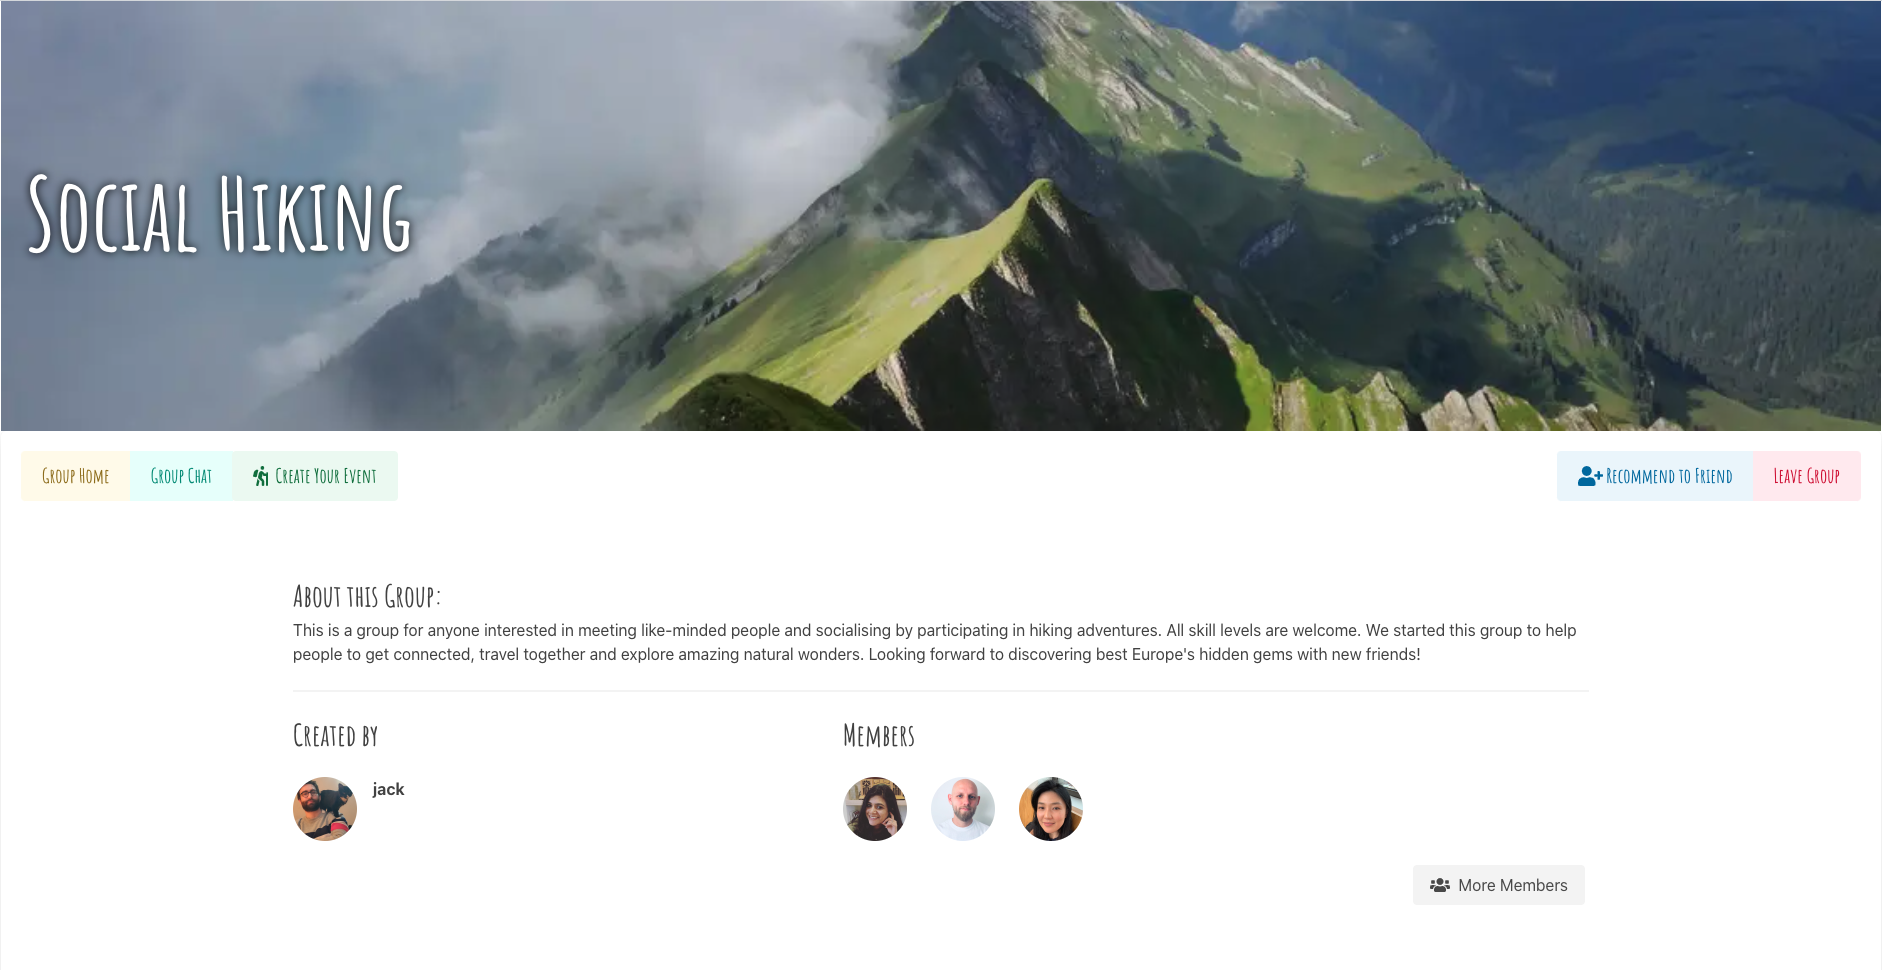 Social Hiking
Group Home
Group Chat
Create Your Event
Recommend to Friend
Leave Group
About this Group:
This is a group for anyone interested in meeting like-minded people and socialising by participating in hiking adventures. All skill levels are welcome. We started this group to help
people to get connected, travel together and explore amazing natural wonders. Looking forward to discovering best Europe's hidden gems with new friends!
Created by
Members
jack
More Members